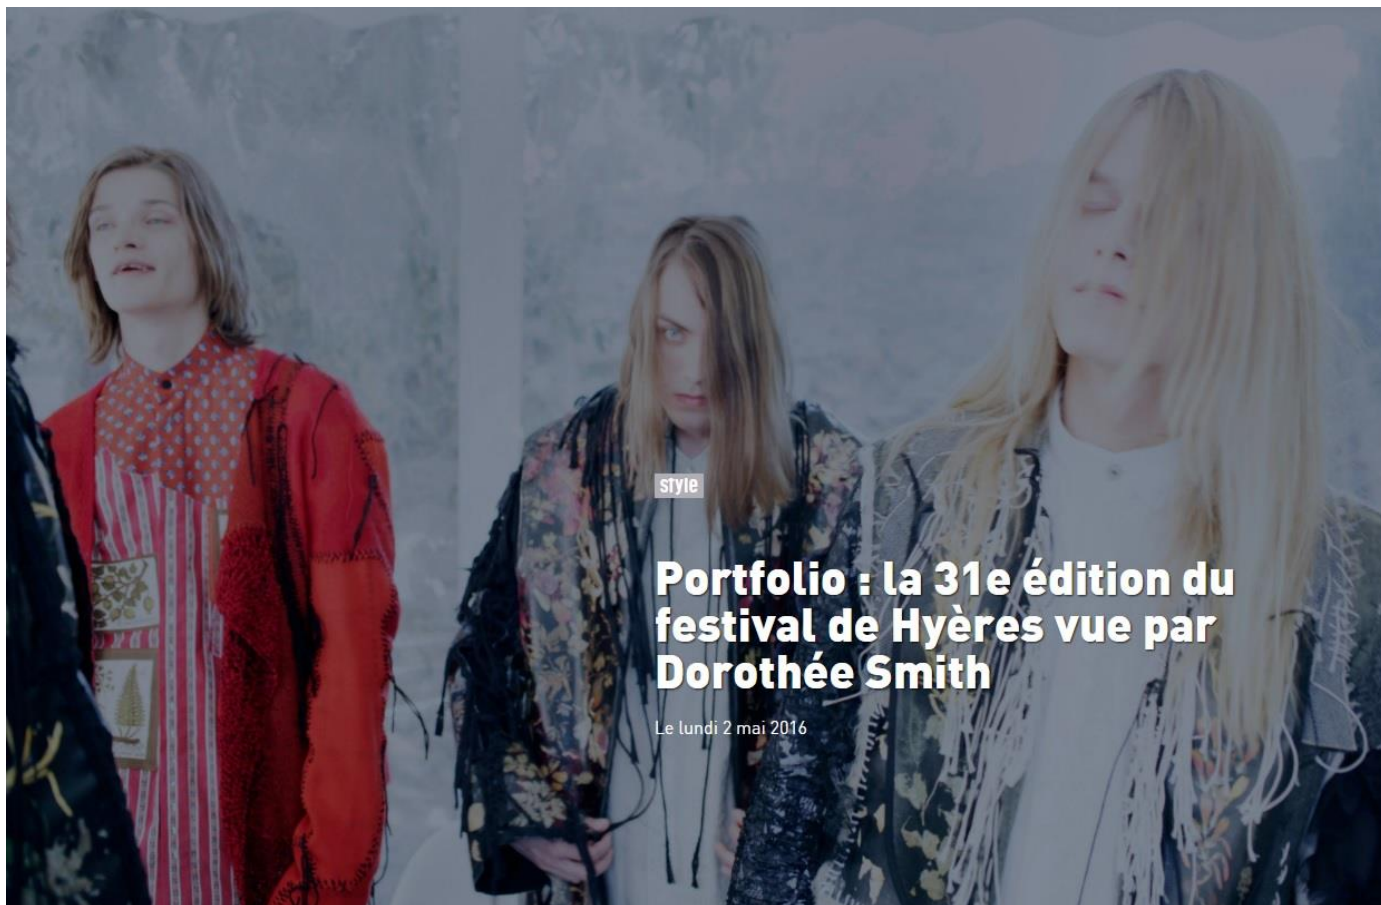 style
Portfolio : la 31e édition du
festival de Hyères vue par
Dorothée Smith
Le lundi 2 mai 2016